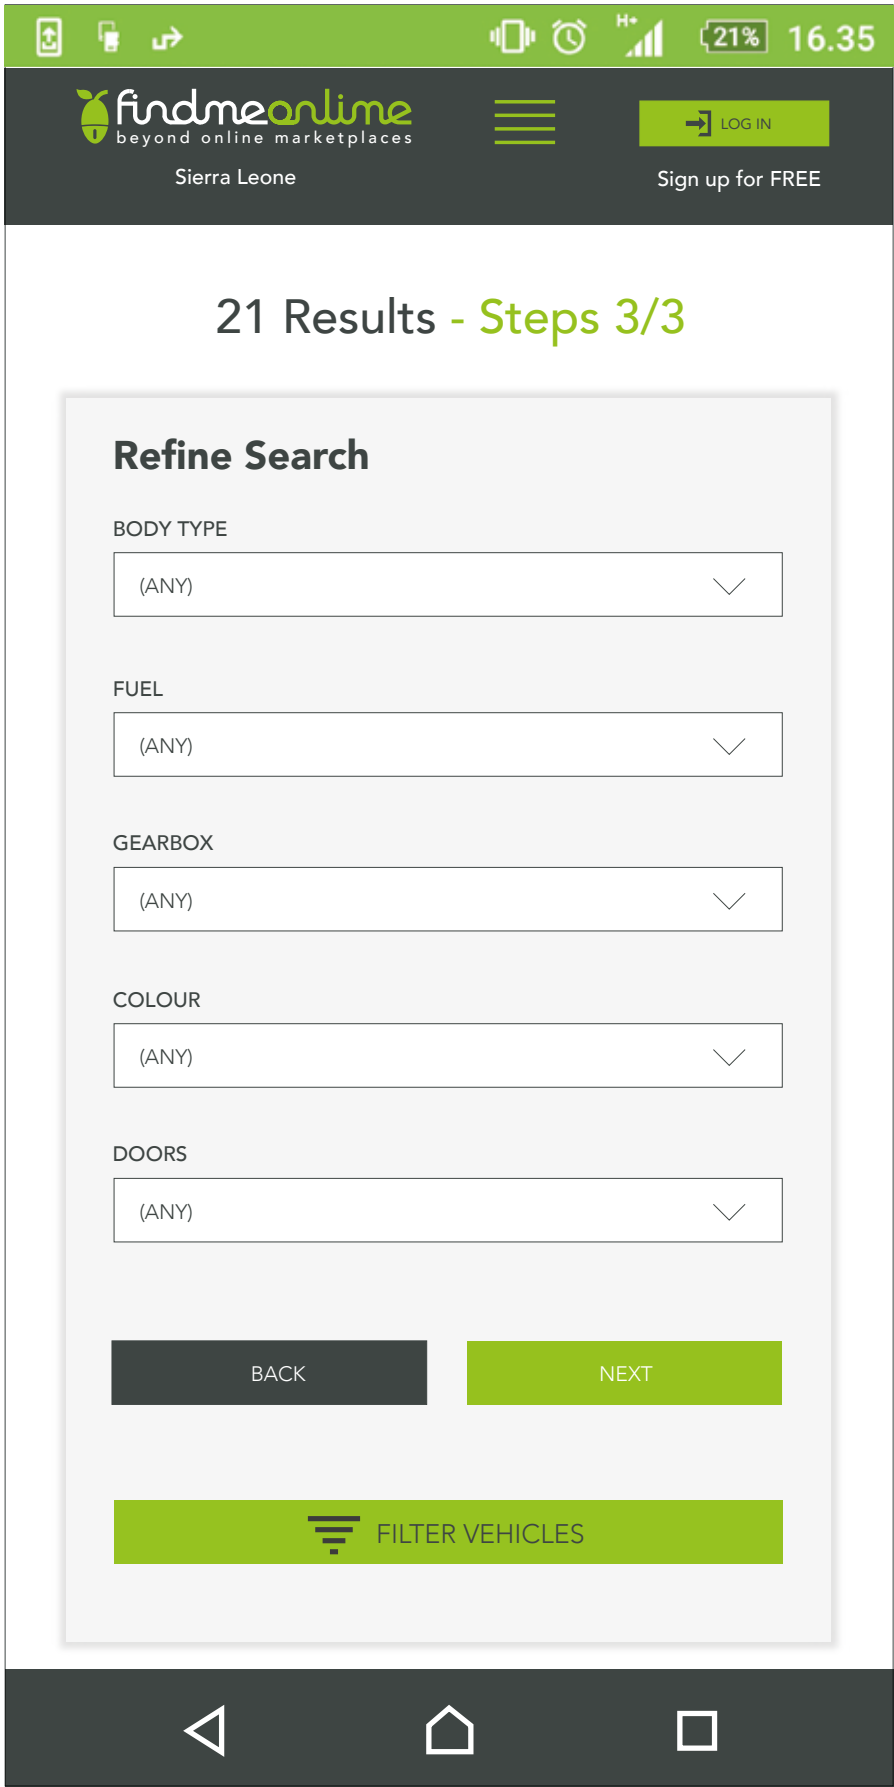 H+ 21% 16.35
findmeonlime
beyond online marketplaces
LOG IN
Sierra Leone
Sign up for FREE
21 Results - Steps 3/3
Refine Search
BODY TYPE
(ANY)
FUEL
(ANY)
GEARBOX
(ANY)
COLOUR
(ANY)
DOORS
(ANY)
BACK
NEXT
FILTER VEHICLES